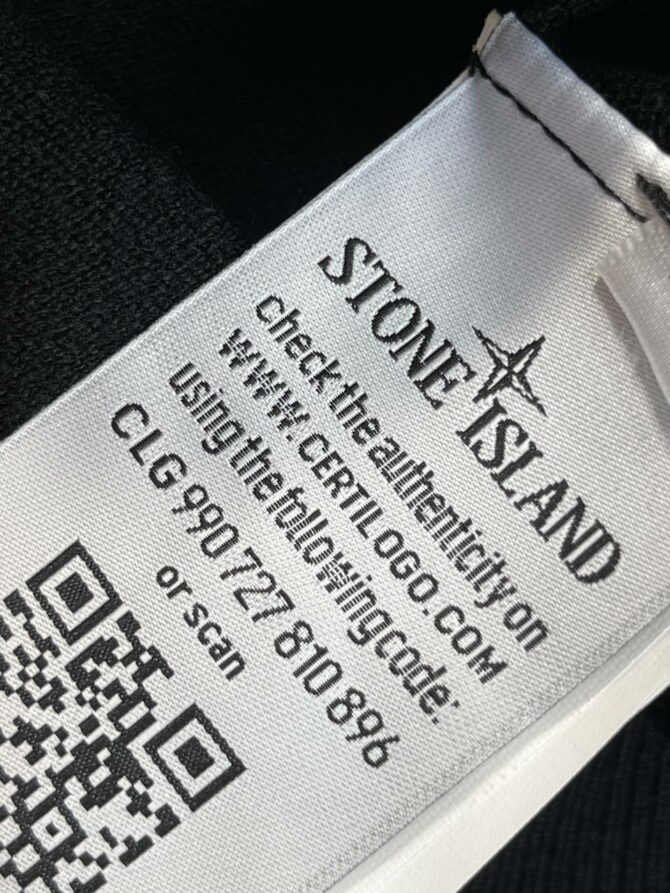 STONE ISLAND
check the authenticity on
WWW.CERTILOGO.COM
using the following code:
CLG 990 727 810 896
or scan